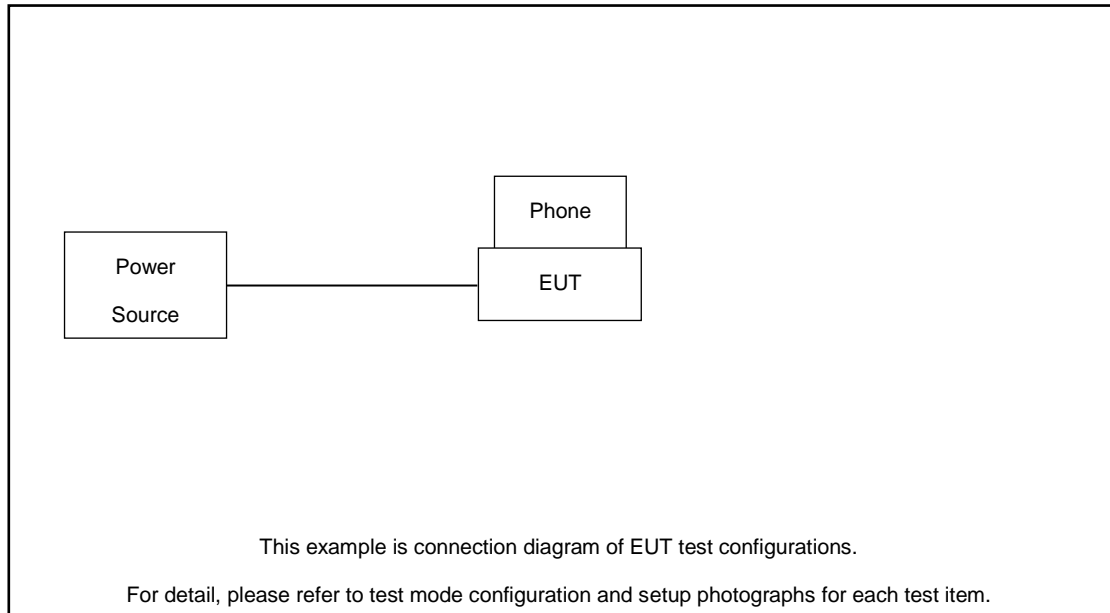 Phone
Power
Source
EUT
This example is connection diagram of EUT test configurations.
For detail, please refer to test mode configuration and setup photographs for each test item.